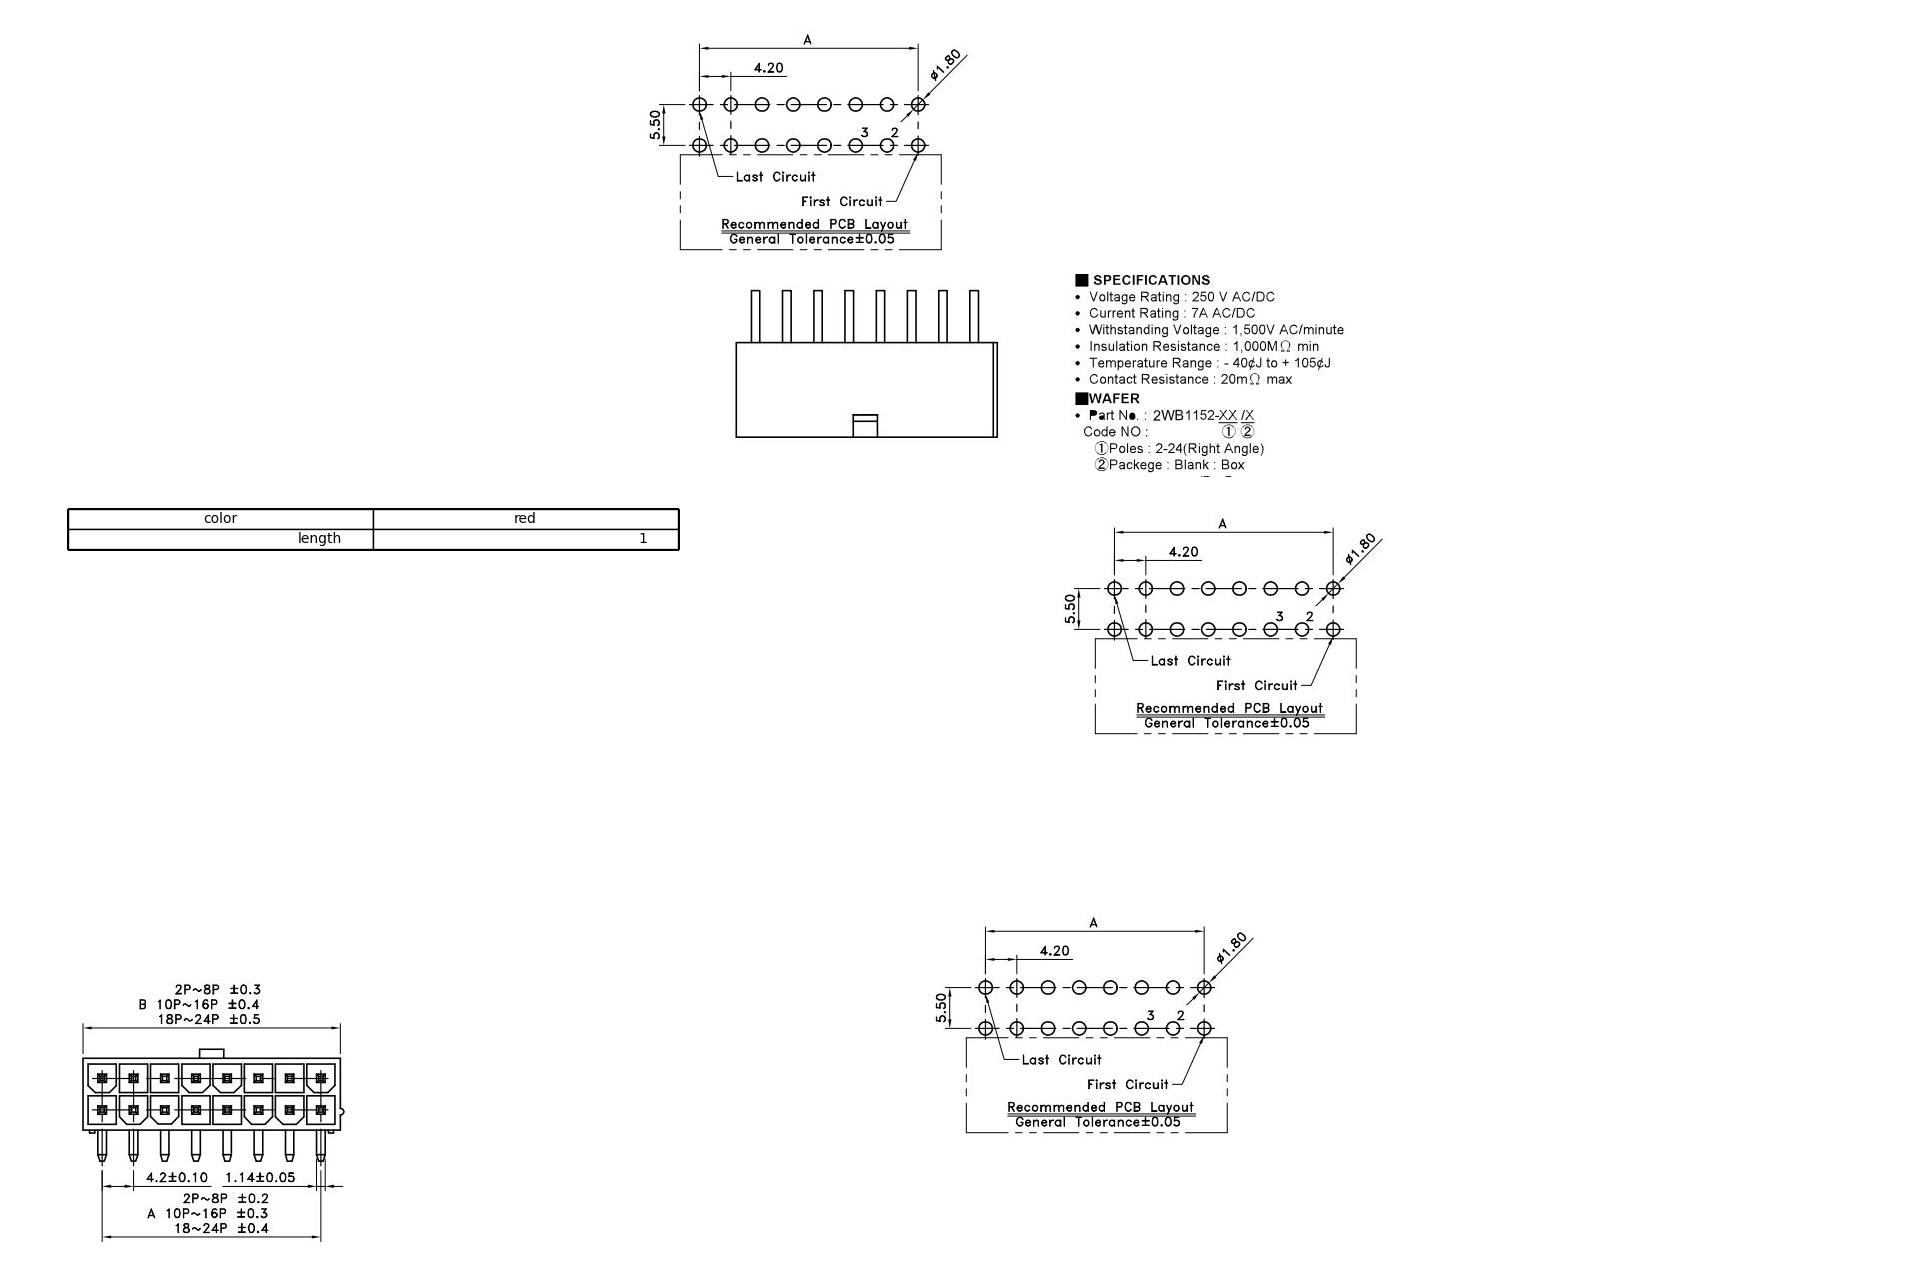 A
4.20
ø1.80
5.50
3 2
Last Circuit
First Circuit
Recommended PCB Layout
General Tolerance±0.05
■ SPECIFICATIONS
• Voltage Rating : 250 V AC/DC
• Current Rating : 7A AC/DC
• Withstanding Voltage : 1,500V AC/minute
• Insulation Resistance : 1,000MΩ min
• Temperature Range : - 40¢J to + 105¢J
• Contact Resistance : 20mΩ max
■WAFER
• Part No. : 2WB1152-XX /X
Code NO : ① ②
①Poles : 2-24(Right Angle)
②Packege : Blank : Box
color red
length 1
A
4.20
ø1.80
5.50
3 2
Last Circuit
First Circuit
Recommended PCB Layout
General Tolerance±0.05
A
4.20
ø1.80
5.50
3 2
Last Circuit
First Circuit
Recommended PCB Layout
General Tolerance±0.05
2P~8P ±0.3
B 10P~16P ±0.4
18P~24P ±0.5
4.2±0.10 1.14±0.05
2P~8P ±0.2
A 10P~16P ±0.3
18~24P ±0.4